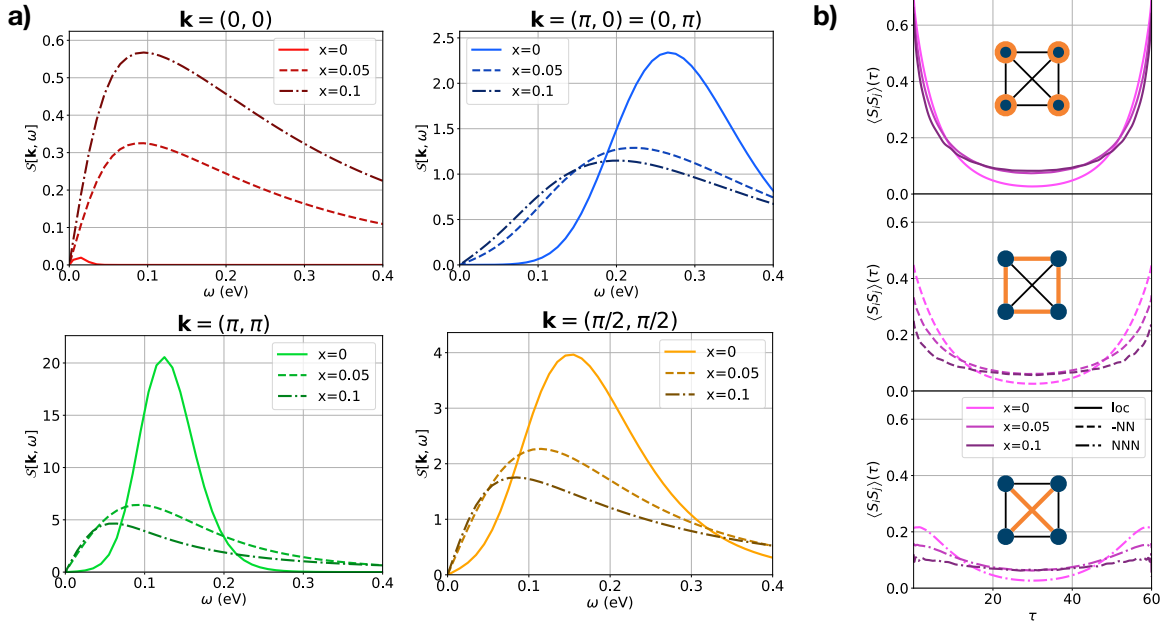 a)
k = (0, 0)
S[k, ω]
0.6
0.5
0.4
0.3
0.2
0.1
0.0
x=0
x=0.05
x=0.1
0.0 0.1 0.2 0.3 0.4
ω (eV)
k = (π, 0) = (0, π)
S[k, ω]
2.5
2.0
1.5
1.0
0.5
0.0
x=0
x=0.05
x=0.1
0.0 0.1 0.2 0.3 0.4
ω (eV)
k = (π, π)
S[k, ω]
20
15
10
5
0
x=0
x=0.05
x=0.1
0.0 0.1 0.2 0.3 0.4
ω (eV)
k = (π/2, π/2)
S[k, ω]
4
3
2
1
0
x=0
x=0.05
x=0.1
0.0 0.1 0.2 0.3 0.4
ω (eV)
b)
⟨SᵢSⱼ⟩(τ)
0.6
0.4
0.2
0.0
⟨SᵢSⱼ⟩(τ)
0.6
0.4
0.2
0.0
⟨SᵢSⱼ⟩(τ)
0.6
0.4
0.2
0.0
x=0 loc
x=0.05 -NN
x=0.1 NNN
20 40 60
τ